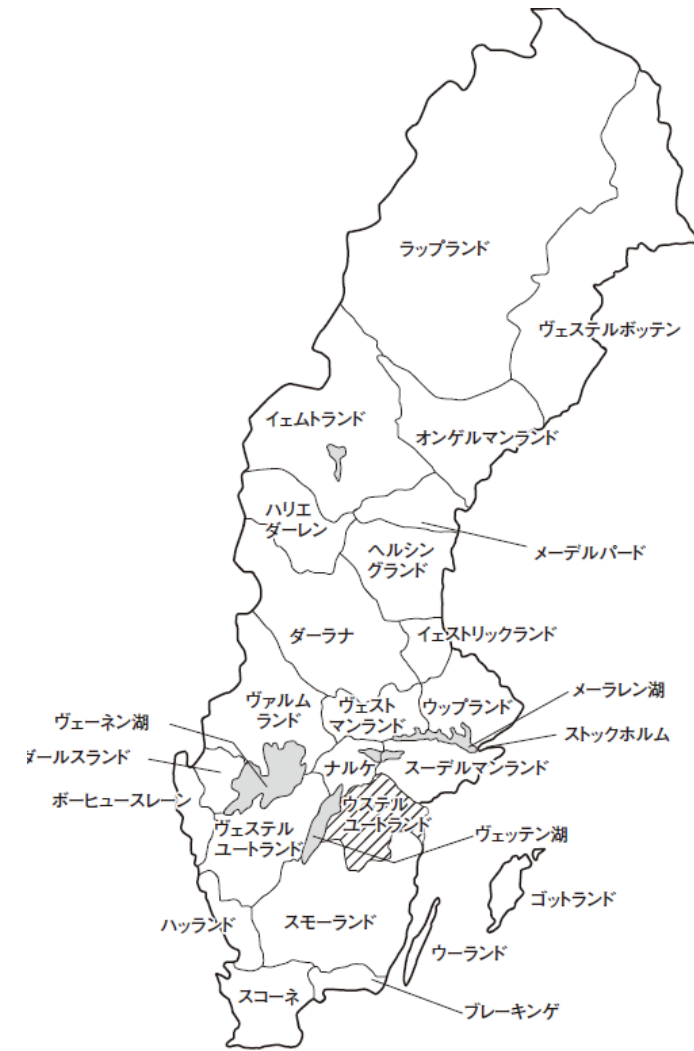 ラップランド
ヴェステルボッテン
イェムトランド
オンゲルマンランド
ハリエ
ダーレン
ヘルシン
グランド
メーデルパード
ダーラナ
イェストリックランド
ヴァルム
ランド
ヴェスト
マンランド
ウップランド
メーラレン湖
ヴェーネン湖
ストックホルム
ダールスランド
ナルケ
スーデルマンランド
ボーヒュースレーン
ヴェステル
ユートランド
ウステル
ユートランド
ヴェッテン湖
ゴットランド
ハッランド
スモーランド
ウーランド
スコーネ
ブレーキンゲ